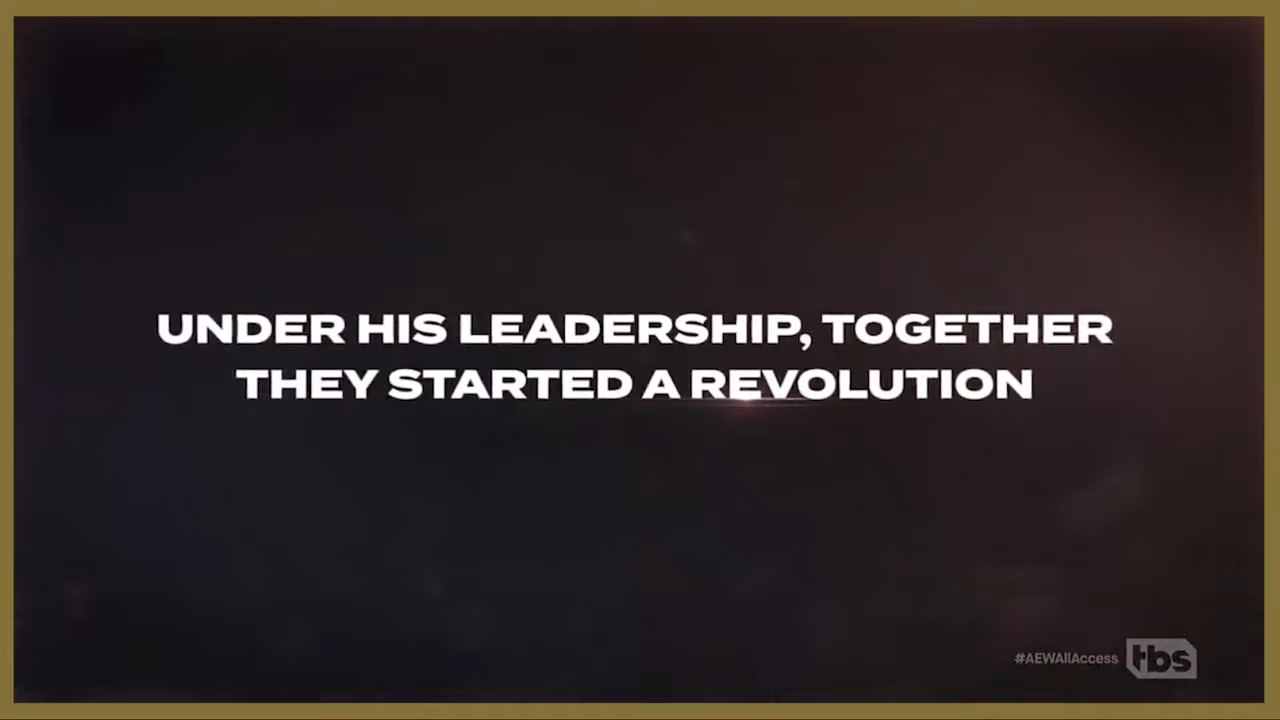 UNDER HIS LEADERSHIP, TOGETHER
THEY STARTED A REVOLUTION
#AEWAllAccess tbs